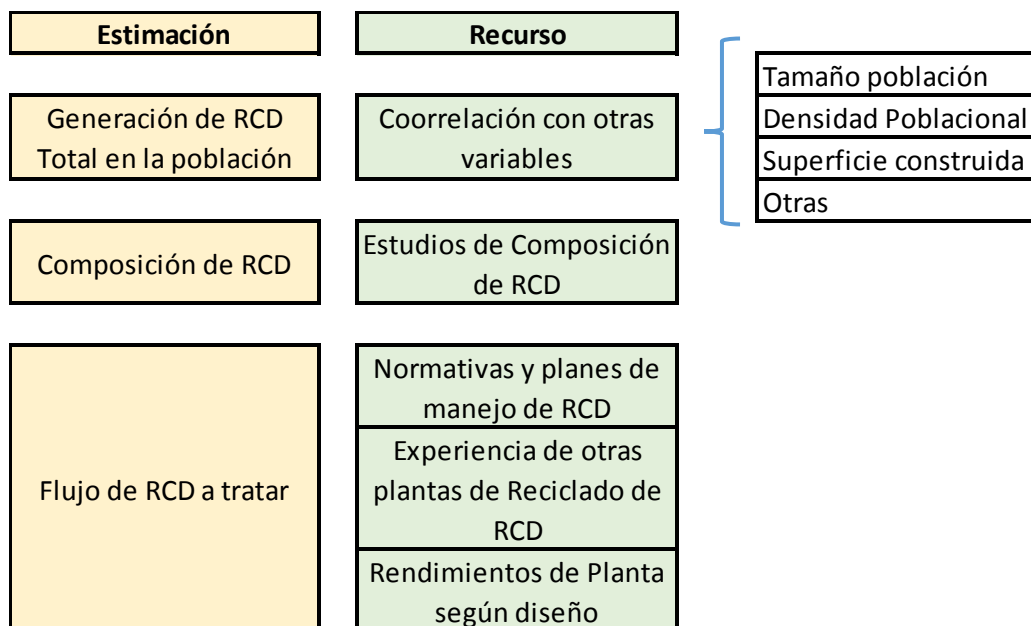 Estimación
Recurso
Generación de RCD
Total en la población
Coorrelación con otras
variables
Tamaño población
Densidad Poblacional
Superficie construida
Otras
Composición de RCD
Estudios de Composición
de RCD
Flujo de RCD a tratar
Normativas y planes de
manejo de RCD
Experiencia de otras
plantas de Reciclado de
RCD
Rendimientos de Planta
según diseño